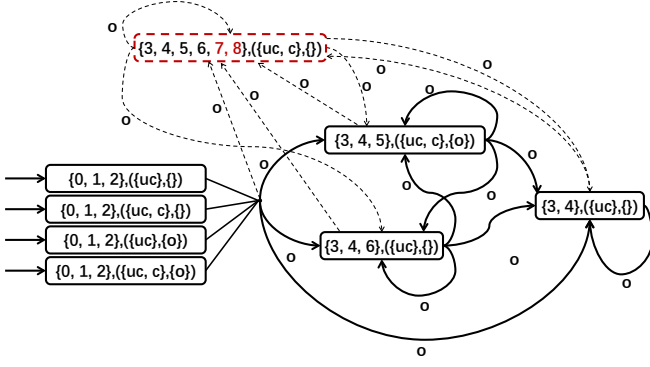 o
{3, 4, 5, 6, 7, 8},({uc, c},{})
o
o
o
o
o
o
o
o
{3, 4, 5},({uc, c},{o})
o
o
{0, 1, 2},({uc},{})
o
o
{0, 1, 2},({uc, c},{})
{3, 4},({uc},{})
{0, 1, 2},({uc},{o})
{3, 4, 6},({uc},{})
o
o
{0, 1, 2},({uc, c},{o})
o
o
o